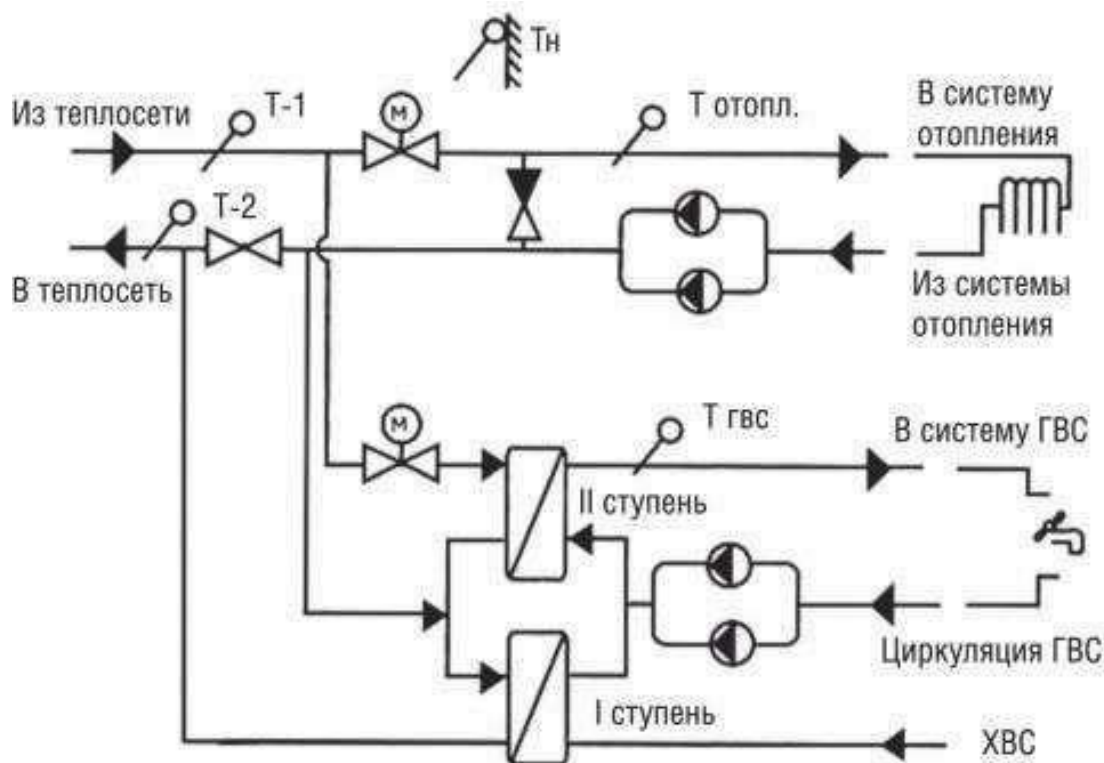 Тн
Из теплосети
Т-1
Т отопл.
В систему
отопления
М
Т-2
В теплосеть
Из системы
отопления
М
Т гвс
В систему ГВС
II ступень
Циркуляция ГВС
I ступень
ХВС